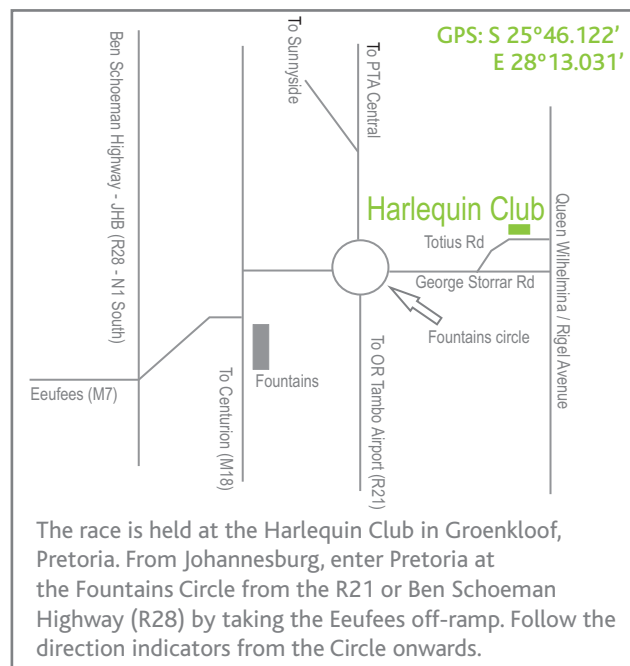 GPS: S 25º46.122’
E 28º13.031’
Ben Schoeman Highway - JHB (R28 - N1 South)
To Sunnyside
To PTA Central
Harlequin Club
Totius Rd
George Storrar Rd
Queen Wilhelmina / Rigel Avenue
Fountains circle
Fountains
Eeufees (M7)
To Centurion (M18)
To OR Tambo Airport (R21)
The race is held at the Harlequin Club in Groenkloof,
Pretoria. From Johannesburg, enter Pretoria at
the Fountains Circle from the R21 or Ben Schoeman
Highway (R28) by taking the Eeufees off-ramp. Follow the
direction indicators from the Circle onwards.